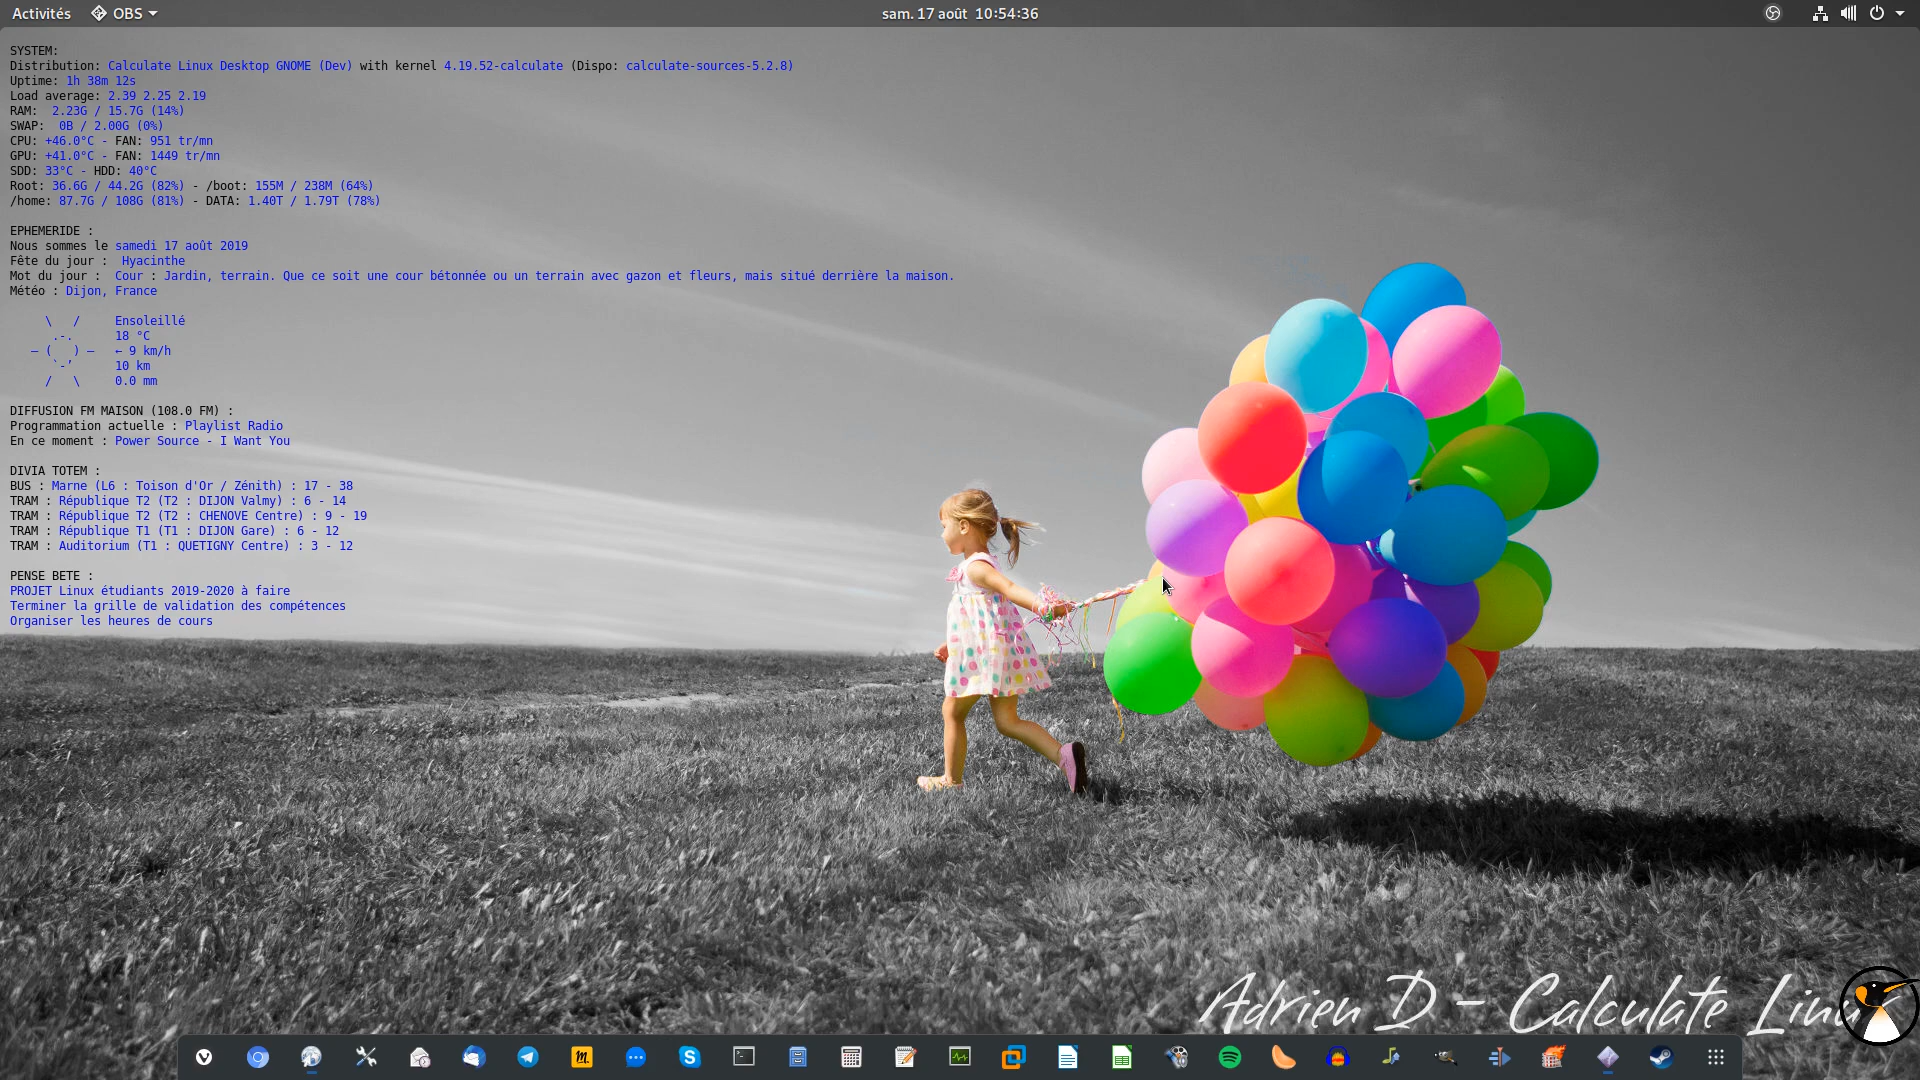 Activités OBS sam. 17 août 10:54:36
SYSTEM:
Distribution: Calculate Linux Desktop GNOME (Dev) with kernel 4.19.52-calculate (Dispo: calculate-sources-5.2.8)
Uptime: 1h 38m 12s
Load average: 2.39 2.25 2.19
RAM: 2.23G / 15.7G (14%)
SWAP: 0B / 2.00G (0%)
CPU: +46.0°C - FAN: 951 tr/mn
GPU: +41.0°C - FAN: 1449 tr/mn
SDD: 33°C - HDD: 40°C
Root: 36.6G / 44.2G (82%) - /boot: 155M / 238M (64%)
/home: 87.7G / 108G (81%) - DATA: 1.40T / 1.79T (78%)
EPHEMERIDE :
Nous sommes le samedi 17 août 2019
Fête du jour : Hyacinthe
Mot du jour : Cour : Jardin, terrain. Que ce soit une cour bétonnée ou un terrain avec gazon et fleurs, mais situé derrière la maison.
Météo : Dijon, France
Ensoleillé
18 °C
← 9 km/h
10 km
0.0 mm
DIFFUSION FM MAISON (108.0 FM) :
Programmation actuelle : Playlist Radio
En ce moment : Power Source - I Want You
DIVIA TOTEM :
BUS : Marne (L6 : Toison d'Or / Zénith) : 17 - 38
TRAM : République T2 (T2 : DIJON Valmy) : 6 - 14
TRAM : République T2 (T2 : CHENOVE Centre) : 9 - 19
TRAM : République T1 (T1 : DIJON Gare) : 6 - 12
TRAM : Auditorium (T1 : QUETIGNY Centre) : 3 - 12
PENSE BETE :
PROJET Linux étudiants 2019-2020 à faire
Terminer la grille de validation des compétences
Organiser les heures de cours
Adrien D - Calculate Linux